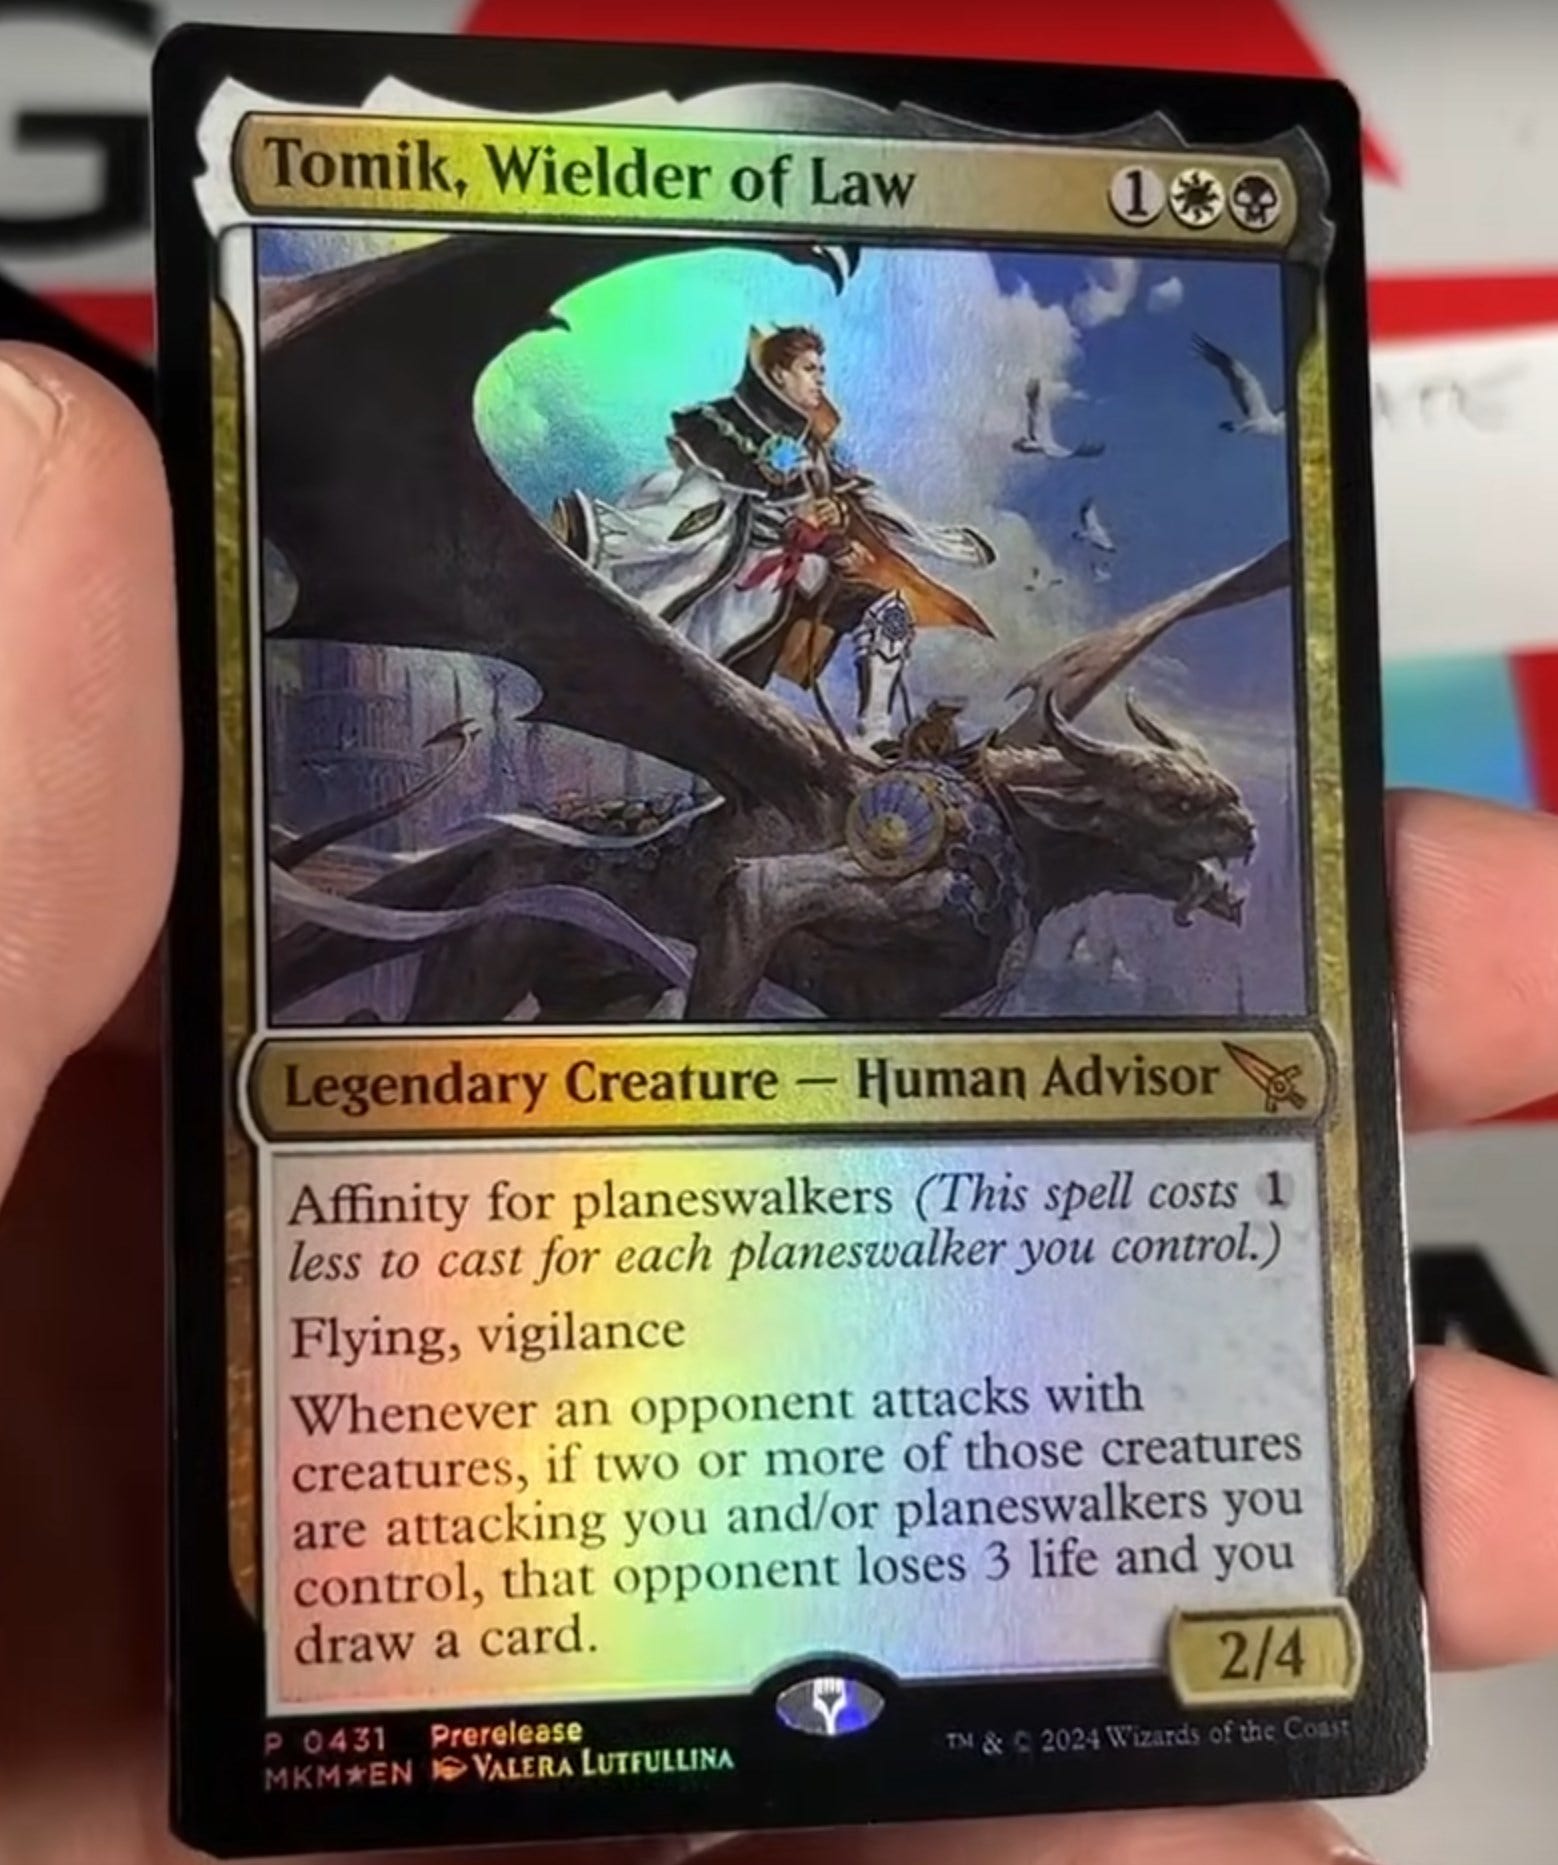 Tomik, Wielder of Law 1
Legendary Creature — Human Advisor
Affinity for planeswalkers (This spell costs 1
less to cast for each planeswalker you control.)
Flying, vigilance
Whenever an opponent attacks with
creatures, if two or more of those creatures
are attacking you and/or planeswalkers you
control, that opponent loses 3 life and you
draw a card.
2/4
P 0431 Prerelease
MKM★EN VALERA LUTFULLINA
™ & © 2024 Wizards of the Coast
G
A